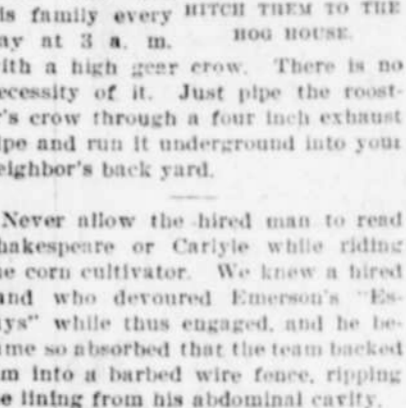 is family every HITCH THEM TO THE
ay at 3 a. m. HOG HOUSE.
ith a high gear crow. There is no
ecessity of it. Just pipe the roost-
r's crow through a four inch exhaust
ipe and run it underground into your
eighbor's back yard.
Never allow the hired man to read
hakespeare or Carlyle while riding
he corn cultivator. We knew a hired
and who devoured Emerson's "Es-
ays" while thus engaged, and he be-
ame so absorbed that the team backed
im into a barbed wire fence, ripping
e lining from his abdominal cavity.